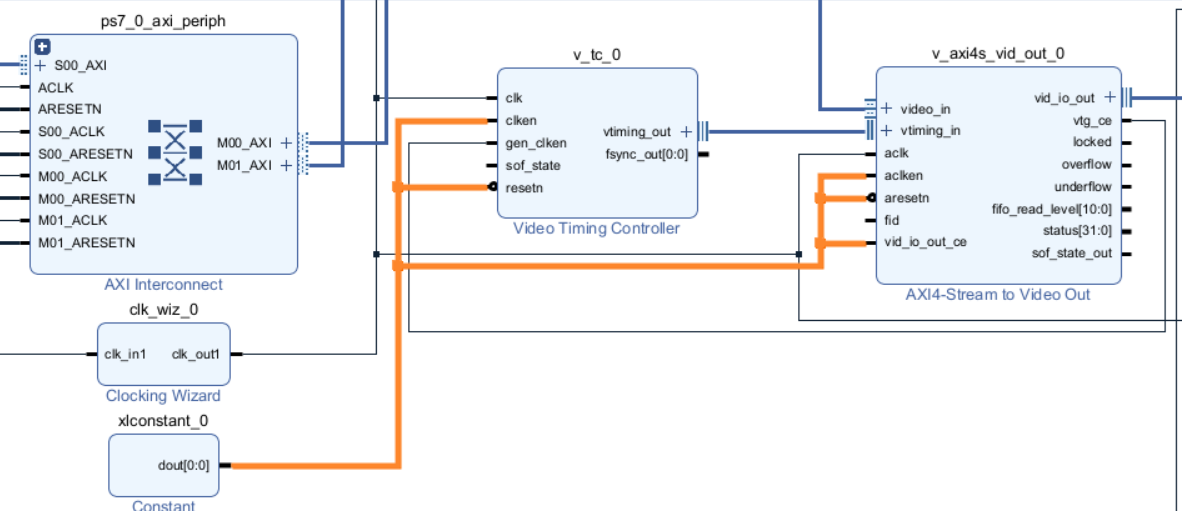 ps7_0_axi_periph
S00_AXI
ACLK
ARESETN
S00_ACLK
S00_ARESETN
M00_ACLK
M00_ARESETN
M01_ACLK
M01_ARESETN
M00_AXI
M01_AXI
AXI Interconnect
clk_wiz_0
clk_in1 clk_out1
Clocking Wizard
xlconstant_0
dout[0:0]
Constant
v_tc_0
clk
clken
gen_clken
sof_state
resetn
vtiming_out
fsync_out[0:0]
Video Timing Controller
v_axi4s_vid_out_0
video_in
vtiming_in
aclk
aclken
aresetn
fid
vid_io_out_ce
vid_io_out
vtg_ce
locked
overflow
underflow
fifo_read_level[10:0]
status[31:0]
sof_state_out
AXI4-Stream to Video Out